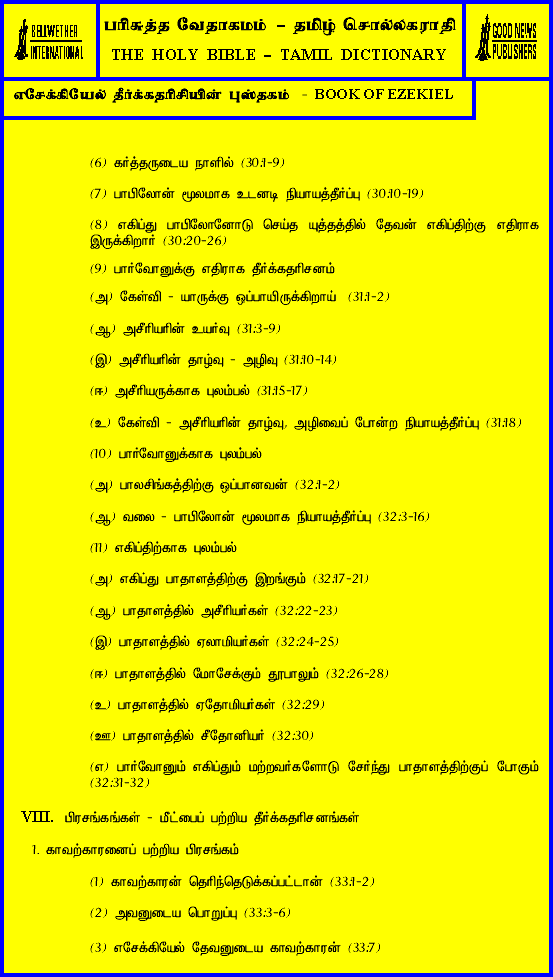 BELLWETHER
INTERNATIONAL
பரிசுத்த வேதாகமம் – தமிழ் சொல்லகராதி
THE HOLY BIBLE – TAMIL DICTIONARY
GOOD NEWS
PUBLISHERS
எசேக்கியேல் தீர்க்கதரிசியின் புஸ்தகம் - BOOK OF EZEKIEL
(6) கர்த்தருடைய நாளில் (30:1-9)
(7) பாபிலோன் மூலமாக உடனடி நியாயத்தீர்ப்பு (30:10-19)
(8) எகிப்து பாபிலோனோடு செய்த யுத்தத்தில் தேவன் எகிப்திற்கு எதிராக
இருக்கிறார் (30:20-26)
(9) பார்வோனுக்கு எதிராக தீர்க்கதரிசனம்
(அ) கேள்வி - யாருக்கு ஒப்பாயிருக்கிறாய் (31:1-2)
(ஆ) அசீரியரின் உயர்வு (31:3-9)
(இ) அசீரியரின் தாழ்வு - அழிவு (31:10-14)
(ஈ) அசீரியருக்காக புலம்பல் (31:15-17)
(உ) கேள்வி - அசீரியரின் தாழ்வு, அழிவைப் போன்ற நியாயத்தீர்ப்பு (31:18)
(10) பார்வோனுக்காக புலம்பல்
(அ) பாலசிங்கத்திற்கு ஒப்பானவன் (32:1-2)
(ஆ) வலை - பாபிலோன் மூலமாக நியாயத்தீர்ப்பு (32:3-16)
(11) எகிப்திற்காக புலம்பல்
(அ) எகிப்து பாதாளத்திற்கு இறங்கும் (32:17-21)
(ஆ) பாதாளத்தில் அசீரியர்கள் (32:22-23)
(இ) பாதாளத்தில் ஏலாமியர்கள் (32:24-25)
(ஈ) பாதாளத்தில் மோசேக்கும் தூபாலும் (32:26-28)
(உ) பாதாளத்தில் ஏதோமியர்கள் (32:29)
(ஊ) பாதாளத்தில் சீதோனியர் (32:30)
(எ) பார்வோனும் எகிப்தும் மற்றவர்களோடு சேர்ந்து பாதாளத்திற்குப் போகும்
(32:31-32)
VIII. பிரசங்கங்கள் - மீட்பைப் பற்றிய தீர்க்கதரிசனங்கள்
1. காவற்காரனைப் பற்றிய பிரசங்கம்
(1) காவற்காரன் தெரிந்தெடுக்கப்பட்டான் (33:1-2)
(2) அவனுடைய பொறுப்பு (33:3-6)
(3) எசேக்கியேல் தேவனுடைய காவற்காரன் (33:7)